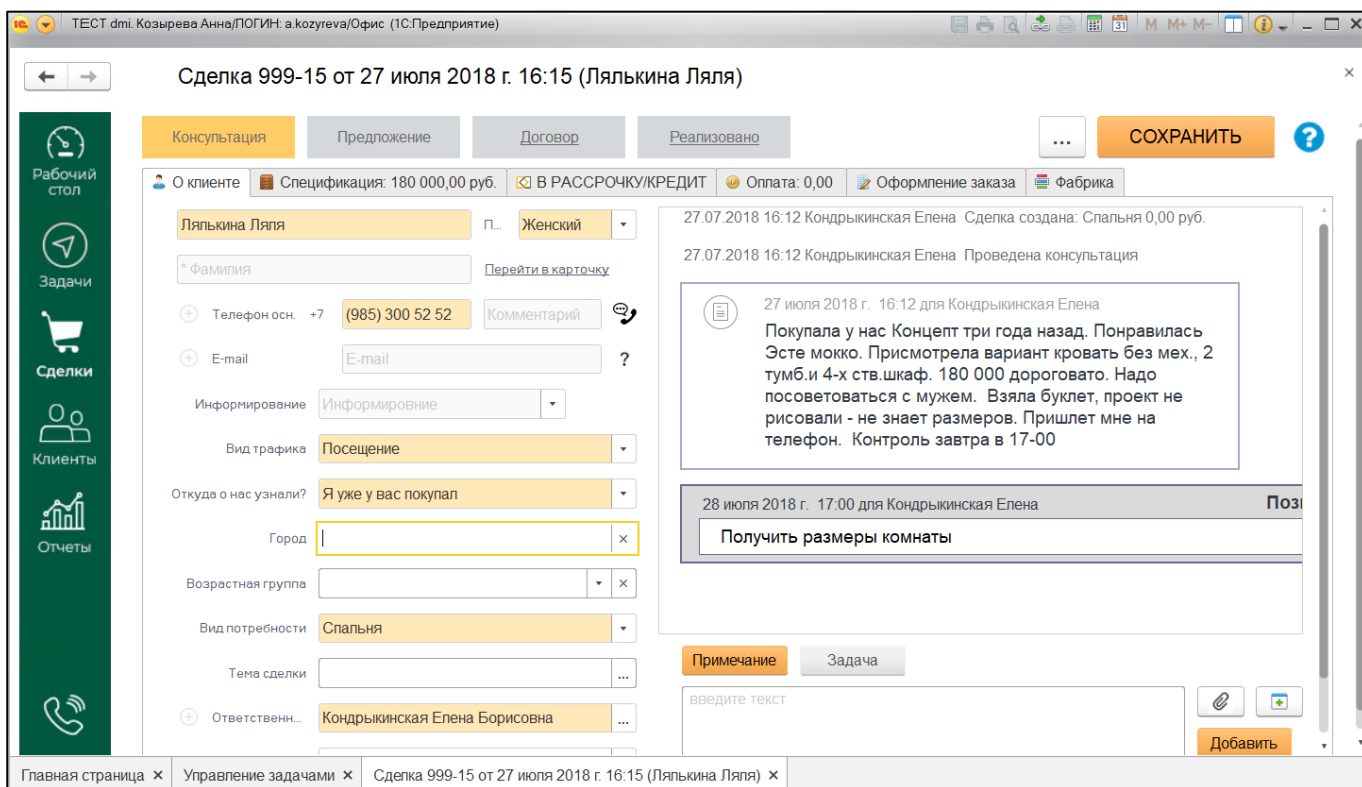 ТЕСТ dmi. Козырева Анна/ЛОГИН: a.kozyreva/Офис (1С:Предприятие)
M M+ M-
Сделка 999-15 от 27 июля 2018 г. 16:15 (Лялькина Ляля)
Консультация Предложение Договор Реализовано ... СОХРАНИТЬ ?
О клиенте Спецификация: 180 000,00 руб. В РАССРОЧКУ/КРЕДИТ Оплата: 0,00 Оформление заказа Фабрика
Рабочий
стол
Задачи
Сделки
Клиенты
Отчеты
Лялькина Ляля П... Женский
* Фамилия Перейти в карточку
Телефон осн. +7 (985) 300 52 52 Комментарий
E-mail E-mail ?
Информирование Информировние
Вид трафика Посещение
Откуда о нас узнали? Я уже у вас покупал
Город
Возрастная группа
Вид потребности Спальня
Тема сделки ...
Ответственн... Кондрыкинская Елена Борисовна ...
27.07.2018 16:12 Кондрыкинская Елена Сделка создана: Спальня 0,00 руб.
27.07.2018 16:12 Кондрыкинская Елена Проведена консультация
27 июля 2018 г. 16:12 для Кондрыкинская Елена
Покупала у нас Концепт три года назад. Понравилась
Эсте мокко. Присмотрела вариант кровать без мех., 2
тумб.и 4-х ств.шкаф. 180 000 дороговато. Надо
посоветоваться с мужем. Взяла буклет, проект не
рисовали - не знает размеров. Пришлет мне на
телефон. Контроль завтра в 17-00
28 июля 2018 г. 17:00 для Кондрыкинская Елена
Получить размеры комнаты
Примечание Задача
введите текст
Добавить
Главная страница × Управление задачами × Сделка 999-15 от 27 июля 2018 г. 16:15 (Лялькина Ляля) ×